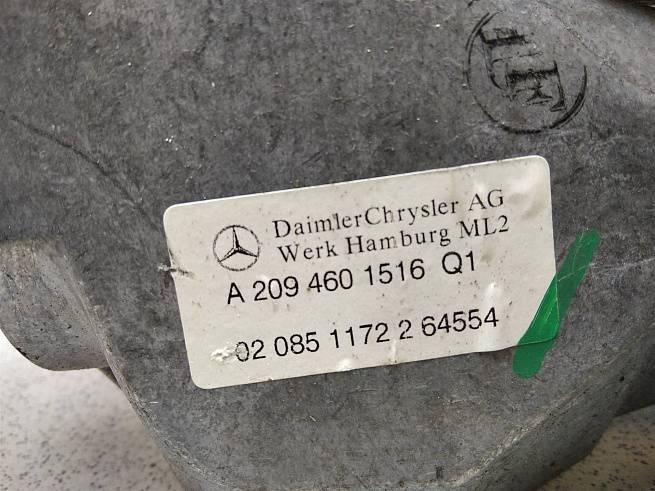 DaimlerChrysler AG
Werk Hamburg ML2
A 209 460 1516 Q1
02 085 1172 2 64554